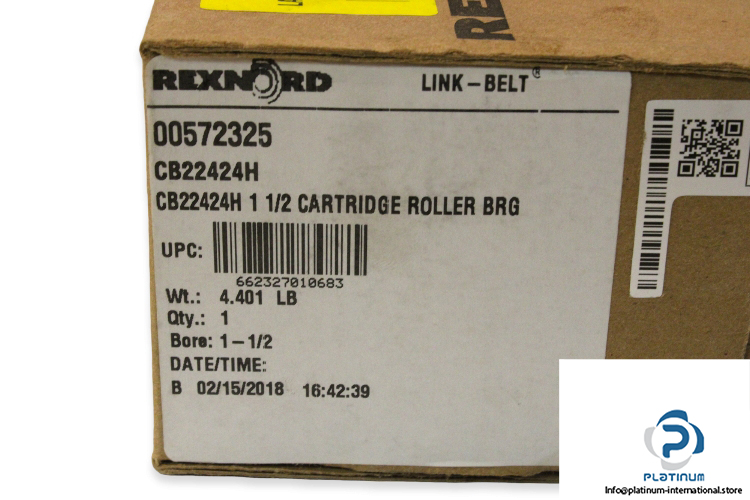 REXNORD LINK-BELT®
00572325
CB22424H
CB22424H 1 1/2 CARTRIDGE ROLLER BRG
UPC:
662327010683
Wt.: 4.401 LB
Qty.: 1
Bore: 1-1/2
DATE/TIME:
B 02/15/2018 16:42:39
PLATINUM
Info@platinum-international.store